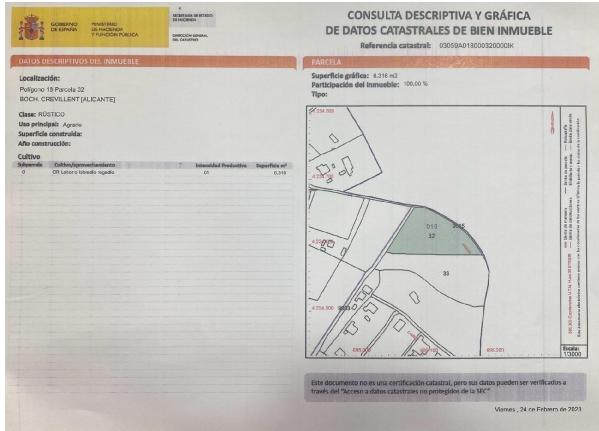 GOBIERNO
DE ESPAÑA
MINISTERIO
DE HACIENDA
Y FUNCIÓN PÚBLICA
SECRETARÍA DE ESTADO
DE HACIENDA
DIRECCIÓN GENERAL
DEL CATASTRO
CONSULTA DESCRIPTIVA Y GRÁFICA
DE DATOS CATASTRALES DE BIEN INMUEBLE
Referencia catastral: 03059A018000320000IK
DATOS DESCRIPTIVOS DEL INMUEBLE
Localización:
Polígono 18 Parcela 32
BOCH. CREVILLENT [ALICANTE]
Clase: RÚSTICO
Uso principal: Agrario
Superficie construida:
Año construcción:
Cultivo
Subparcela Cultivo/aprovechamiento Intensidad Productiva Superficie m²
0 CR Labor o labradío regadío 01 6.316
PARCELA
Superficie gráfica: 6.316 m2
Participación del inmueble: 100,00 %
Tipo:
32
33
Escala:
1/3000
Este documento no es una certificación catastral, pero sus datos pueden ser verificados a
través del "Acceso a datos catastrales no protegidos de la SEC"
Viernes , 24 de Febrero de 2023